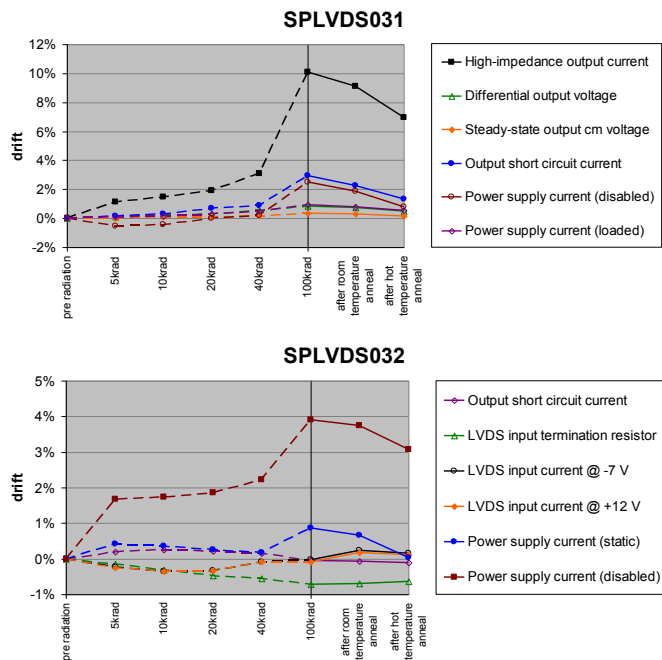 SPLVDS031
12%
10%
8%
6%
4%
2%
0%
-2%
drift
pre radiation
5krad
10krad
20krad
40krad
100krad
after room
temperature
anneal
after hot
temperature
anneal
High-impedance output current
Differential output voltage
Steady-state output cm voltage
Output short circuit current
Power supply current (disabled)
Power supply current (loaded)
SPLVDS032
5%
4%
3%
2%
1%
0%
-1%
drift
pre radiation
5krad
10krad
20krad
40krad
100krad
after room
temperature
anneal
after hot
temperature
anneal
Output short circuit current
LVDS input termination resistor
LVDS input current @ -7 V
LVDS input current @ +12 V
Power supply current (static)
Power supply current (disabled)